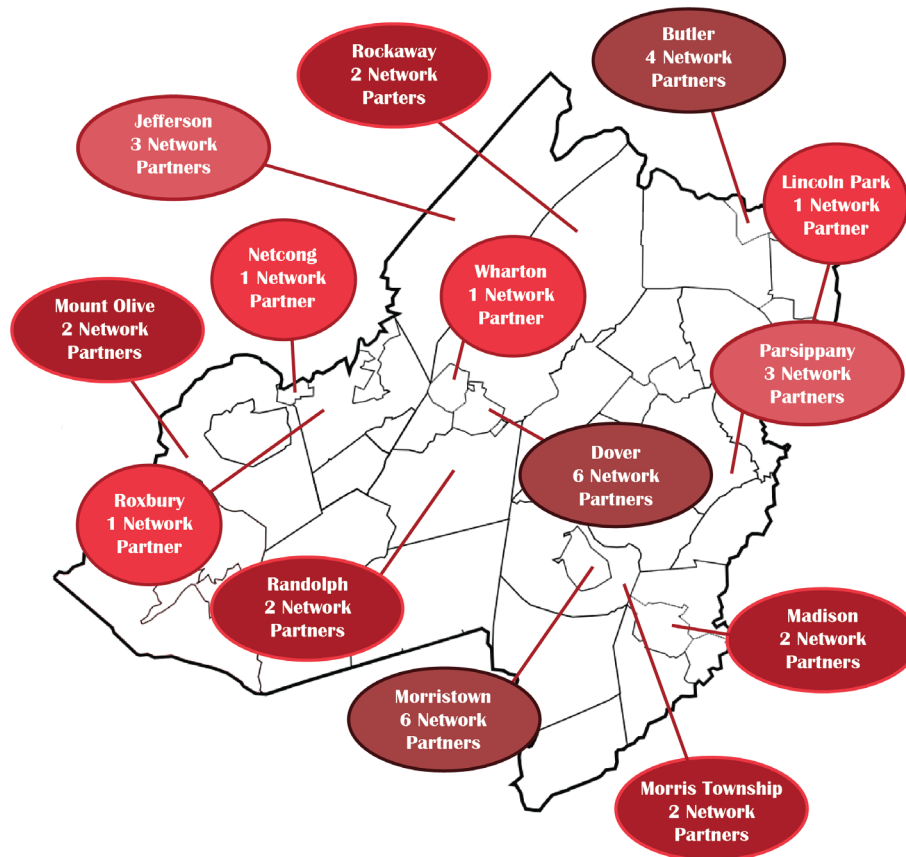 Rockaway
2 Network
Parters
Butler
4 Network
Partners
Jefferson
3 Network
Partners
Lincoln Park
1 Network
Partner
Netcong
1 Network
Partner
Wharton
1 Network
Partner
Mount Olive
2 Network
Partners
Parsippany
3 Network
Partners
Dover
6 Network
Partners
Roxbury
1 Network
Partner
Randolph
2 Network
Partners
Madison
2 Network
Partners
Morristown
6 Network
Partners
Morris Township
2 Network
Partners